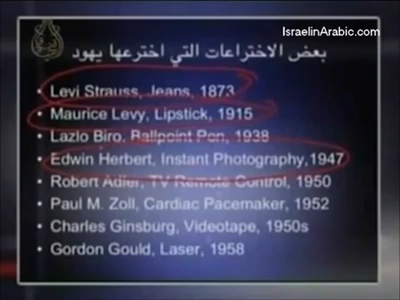 IsraelinArabic.com
بعض الاختراعات التي اخترعها يهود
• Levi Strauss, Jeans, 1873
• Maurice Levy, Lipstick, 1915
• Lazlo Biro, Ballpoint Pen, 1938
• Edwin Herbert, Instant Photography,1947
• Robert Adler, TV Remote Control, 1950
• Paul M. Zoll, Cardiac Pacemaker, 1952
• Charles Ginsburg, Videotape, 1950s
• Gordon Gould, Laser, 1958